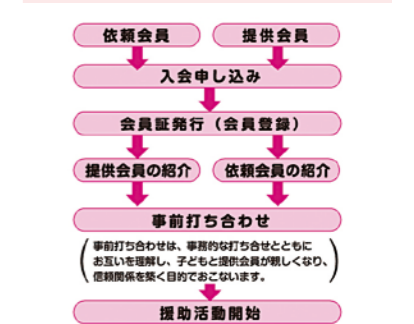 依頼会員 提供会員
入会申し込み
会員証発行（会員登録）
提供会員の紹介 依頼会員の紹介
事前打ち合わせ
事前打ち合わせは、事務的な打ち合せとともに
お互いを理解し、子どもと提供会員が親しくなり、
信頼関係を築く目的でおこないます。
援助活動開始